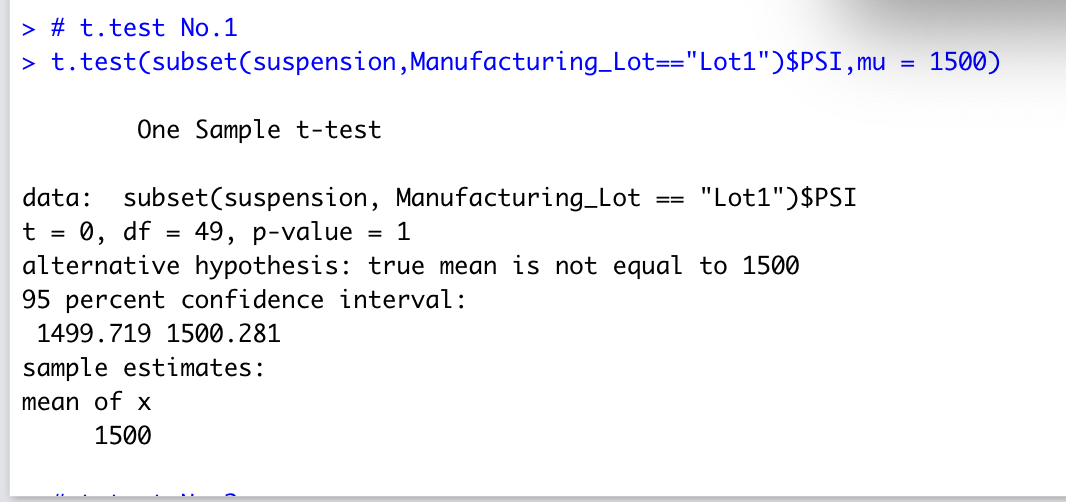 > # t.test No.1
> t.test(subset(suspension,Manufacturing_Lot=="Lot1")$PSI,mu = 1500)
One Sample t-test
data:  subset(suspension, Manufacturing_Lot == "Lot1")$PSI
t = 0, df = 49, p-value = 1
alternative hypothesis: true mean is not equal to 1500
95 percent confidence interval:
 1499.719 1500.281
sample estimates:
mean of x
     1500